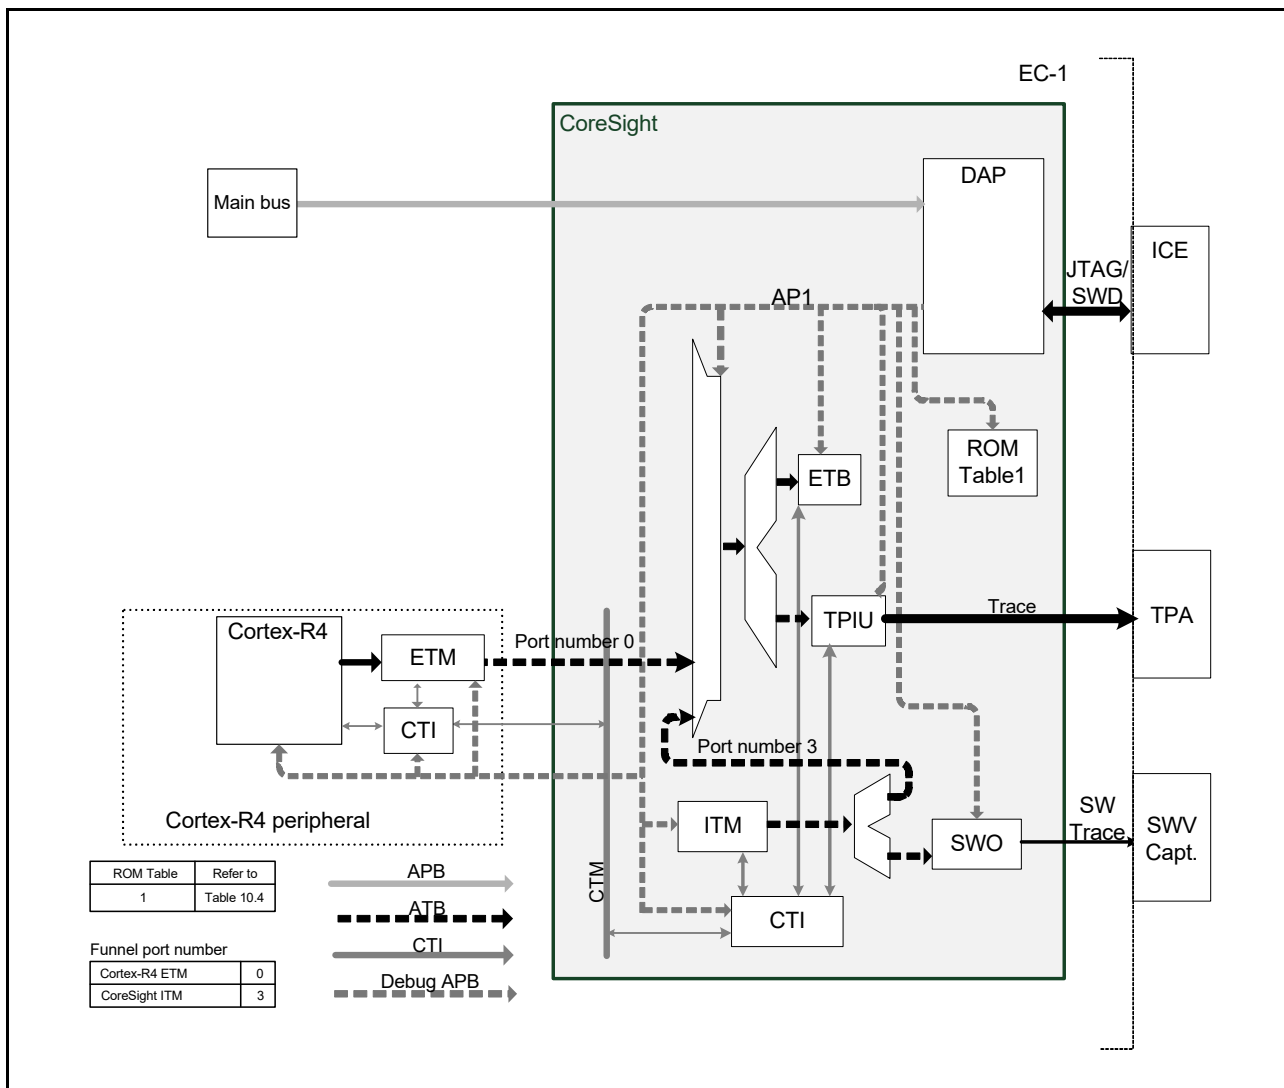 EC-1
CoreSight
DAP
Main bus
ICE
JTAG/
SWD
AP1
ROM
Table1
ETB
TPIU
Trace
TPA
Cortex-R4
ETM
Port number 0
CTI
Port number 3
Cortex-R4 peripheral
ITM
SWO
SW
Trace
SWV
Capt.
CTM
CTI
ROM Table Refer to
1 Table 10.4
APB
ATB
CTI
Debug APB
Funnel port number
Cortex-R4 ETM 0
CoreSight ITM 3